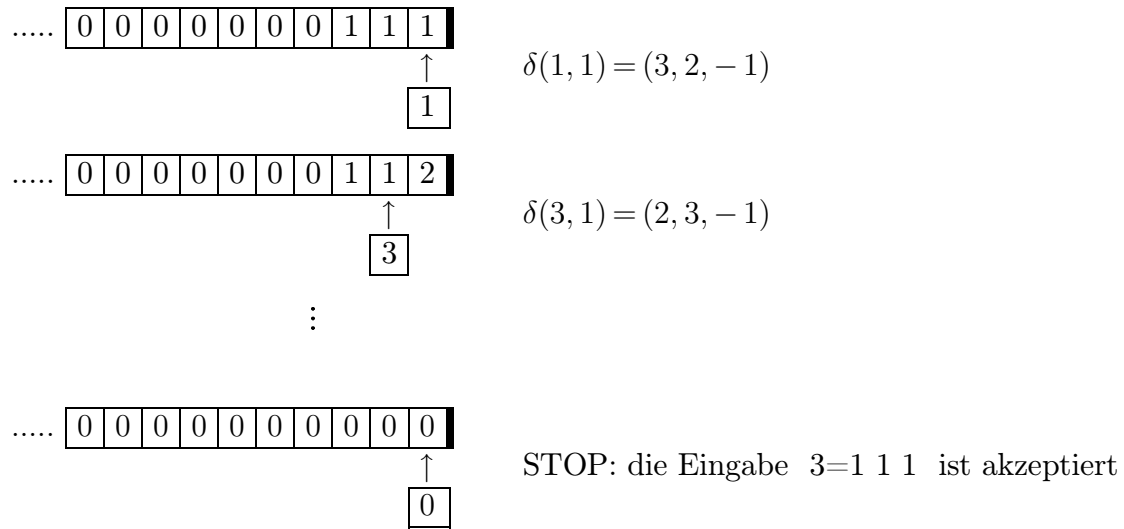 ..... 0 0 0 0 0 0 0 1 1 1
↑
δ(1, 1) = (3, 2, − 1)
1
..... 0 0 0 0 0 0 0 1 1 2
↑
δ(3, 1) = (2, 3, − 1)
3
⋮
..... 0 0 0 0 0 0 0 0 0 0
↑
STOP: die Eingabe 3=1 1 1 ist akzeptiert
0